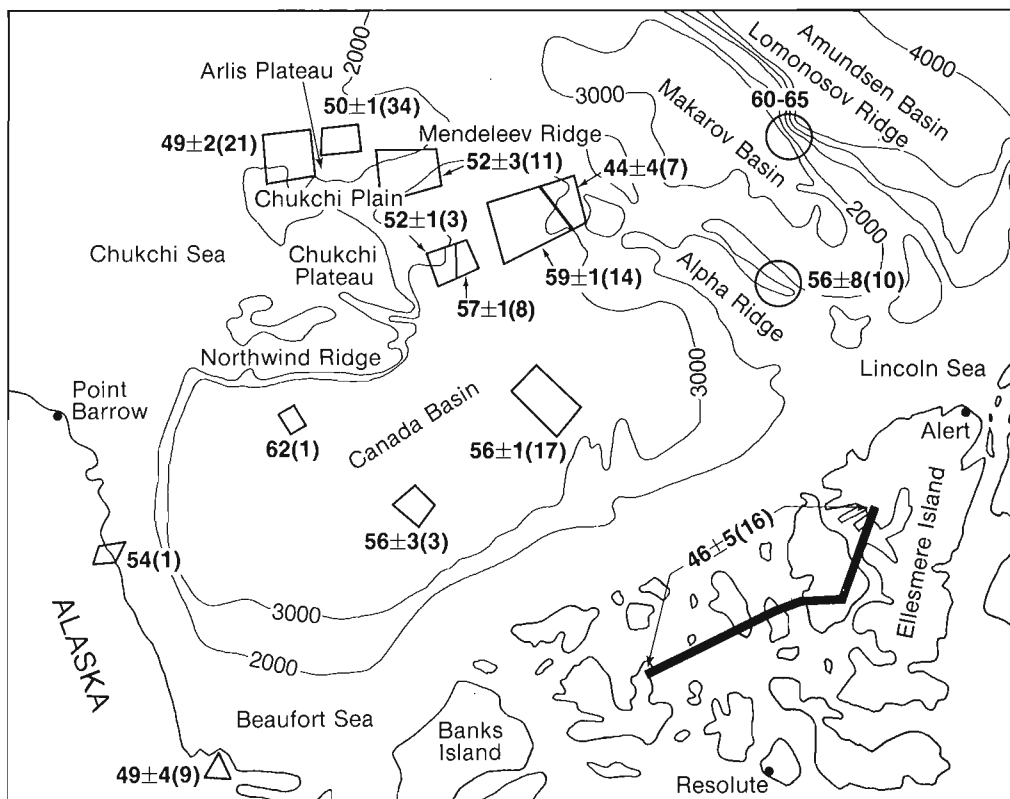 2000
Arlis Plateau
50±1(34)
49±2(21)
Mendeleev Ridge
52±3(11)
44±4(7)
Chukchi Plain
52±1(3)
Chukchi Sea
Chukchi
Plateau
59±1(14)
57±1(8)
Northwind Ridge
3000
Makarov Basin
60-65
Lomonosov Ridge
Amundsen Basin
4000
2000
Alpha Ridge
56±8(10)
Lincoln Sea
Point
Barrow
62(1)
Canada Basin
56±1(17)
3000
Alert
56±3(3)
46±5(16)
Ellesmere Island
54(1)
ALASKA
3000
2000
Beaufort Sea
Banks
Island
49±4(9)
Resolute